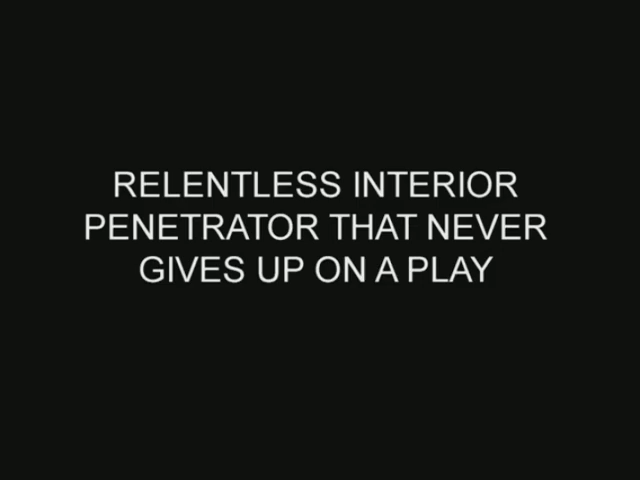 RELENTLESS INTERIOR
PENETRATOR THAT NEVER
GIVES UP ON A PLAY